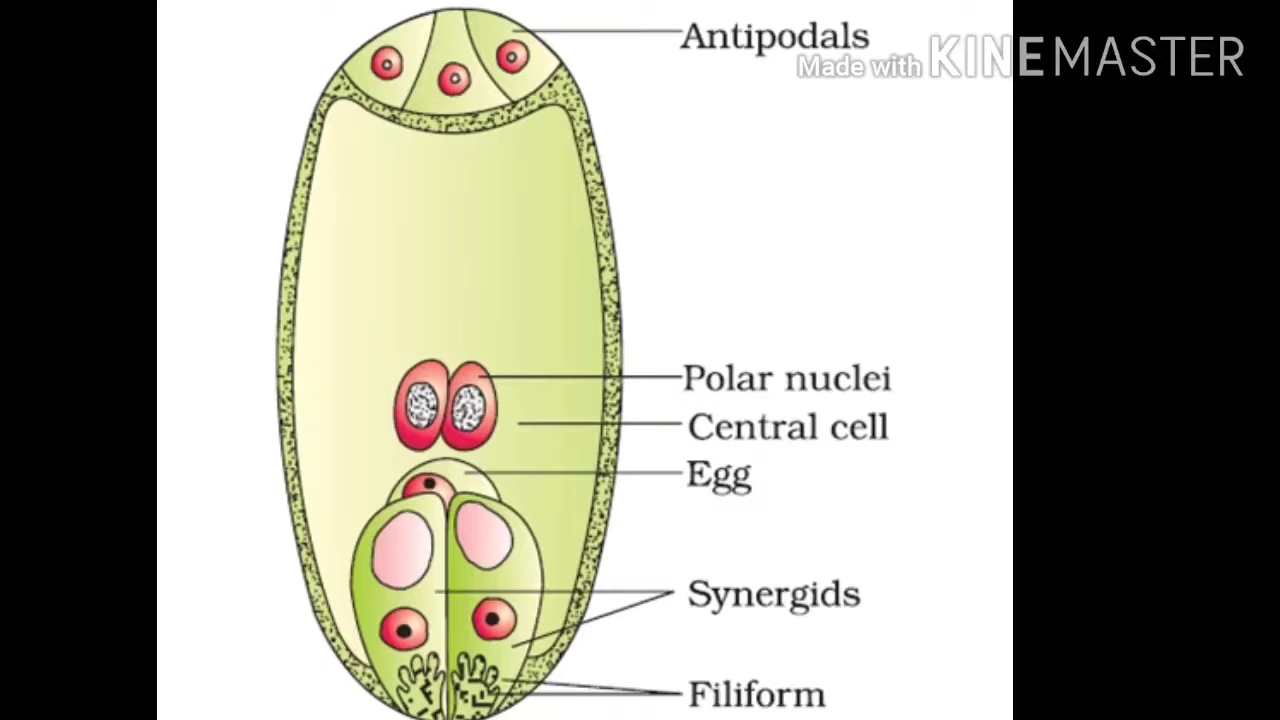 Antipodals
Made with KINEMASTER
Polar nuclei
Central cell
Egg
Synergids
Filiform